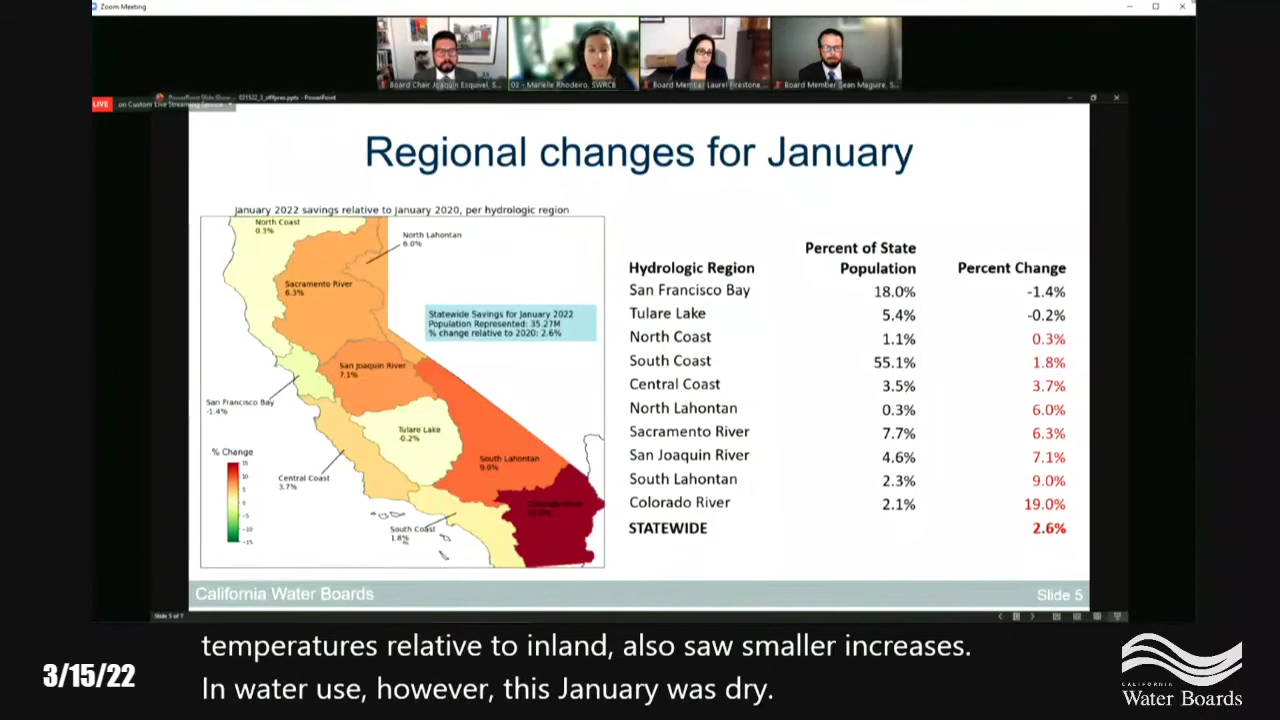 Zoom Meeting
Board Chair Joaquin Esquivel, S...
03 - Marielle Rhodeiro, SWRCB
Board Member Laurel Firestone ...
Board Member Sean Maguire, S...
LIVE on Custom Live Streaming Service
Regional changes for January
January 2022 savings relative to January 2020, per hydrologic region
North Coast
0.3%
North Lahontan
6.0%
Sacramento River
6.3%
Statewide Savings for January 2022
Population Represented: 35.27M
% change relative to 2020: 2.6%
San Joaquin River
7.1%
San Francisco Bay
-1.4%
Tulare Lake
-0.2%
South Lahontan
9.0%
Central Coast
3.7%
South Coast
1.8%
% Change
15
10
5
0
-5
-10
-15
Hydrologic Region Percent of State Population Percent Change
San Francisco Bay 18.0% -1.4%
Tulare Lake 5.4% -0.2%
North Coast 1.1% 0.3%
South Coast 55.1% 1.8%
Central Coast 3.5% 3.7%
North Lahontan 0.3% 6.0%
Sacramento River 7.7% 6.3%
San Joaquin River 4.6% 7.1%
South Lahontan 2.3% 9.0%
Colorado River 2.1% 19.0%
STATEWIDE 2.6%
California Water Boards Slide 5
Slide 5 of 7
temperatures relative to inland, also saw smaller increases.
In water use, however, this January was dry.
3/15/22
CALIFORNIA
Water Boards